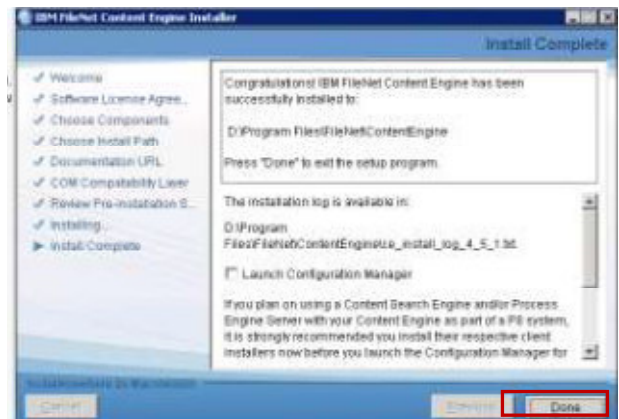 IBM FileNet Content Engine Installer
Install Complete
Welcome
Software License Agree...
Choose Components
Choose Install Path
Documentation URL
COM Compatability Layer
Review Pre-Installation S...
Installing...
Install Complete
Congratulations! IBM FileNet Content Engine has been
successfully installed to:
D:\Program Files\FileNet\ContentEngine
Press "Done" to exit the setup program.
The installation log is available in:
D:\Program
Files\FileNet\ContentEngine\ce_install_log_4_5_1.txt.
Launch Configuration Manager
If you plan on using a Content Search Engine and/or Process
Engine Server with your Content Engine as part of a P8 system,
it is strongly recommended you install their respective client
installers now before you launch the Configuration Manager for
Cancel
Previous
Done